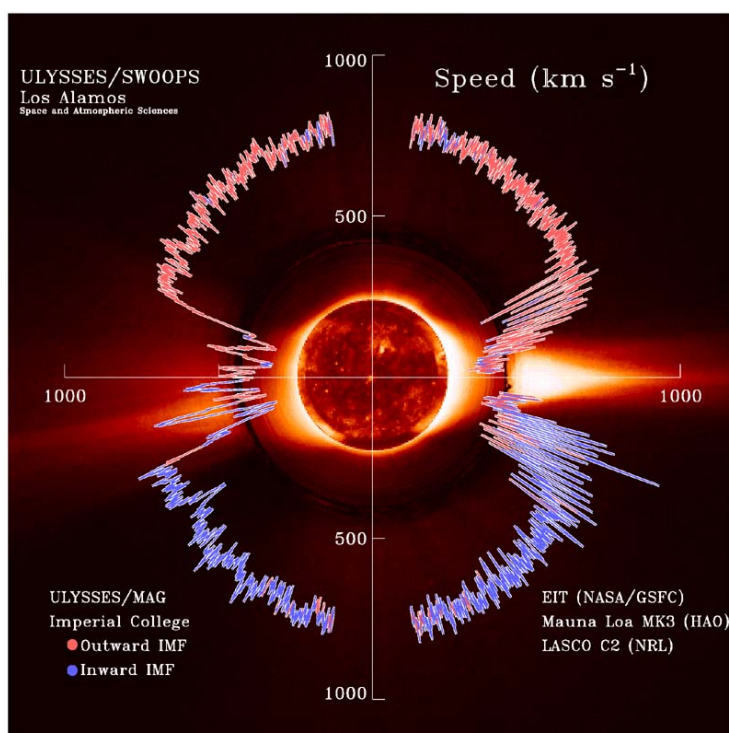 ULYSSES/SWOOPS
Los Alamos
Space and Atmospheric Sciences
Speed (km s⁻¹)
1000
500
1000
1000
500
1000
ULYSSES/MAG
Imperial College
Outward IMF
Inward IMF
EIT (NASA/GSFC)
Mauna Loa MK3 (HAO)
LASCO C2 (NRL)